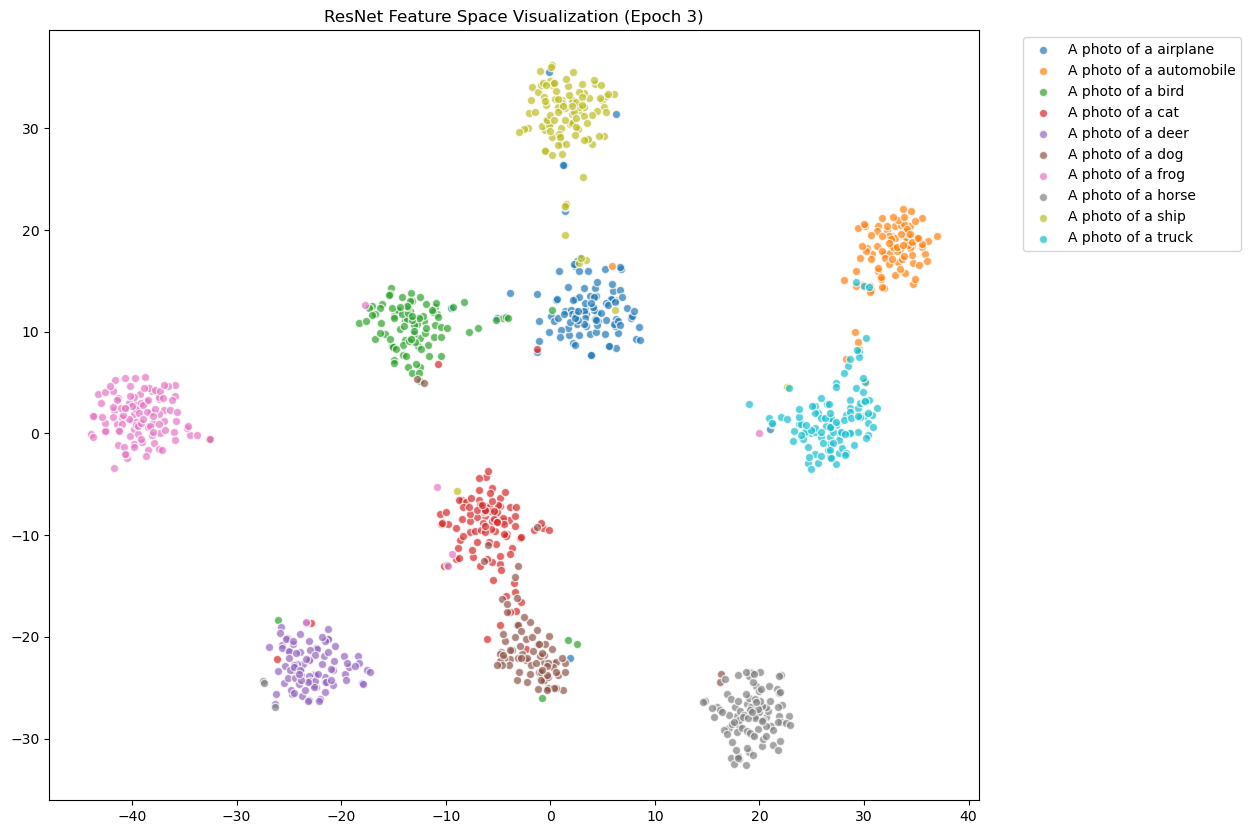 ResNet Feature Space Visualization (Epoch 3)
A photo of a airplane
A photo of a automobile
A photo of a bird
A photo of a cat
A photo of a deer
A photo of a dog
A photo of a frog
A photo of a horse
A photo of a ship
A photo of a truck
30
20
10
0
−10
−20
−30
−40 −30 −20 −10 0 10 20 30 40